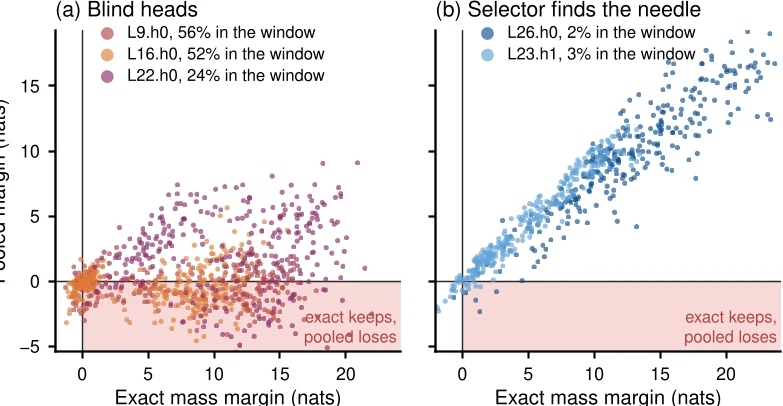 (a) Blind heads
L9.h0, 56% in the window
L16.h0, 52% in the window
L22.h0, 24% in the window
15
10
5
0
−5
margin (nats)
exact keeps,
pooled loses
0 5 10 15 20
Exact mass margin (nats)
(b) Selector finds the needle
L26.h0, 2% in the window
L23.h1, 3% in the window
exact keeps,
pooled loses
0 5 10 15 20
Exact mass margin (nats)